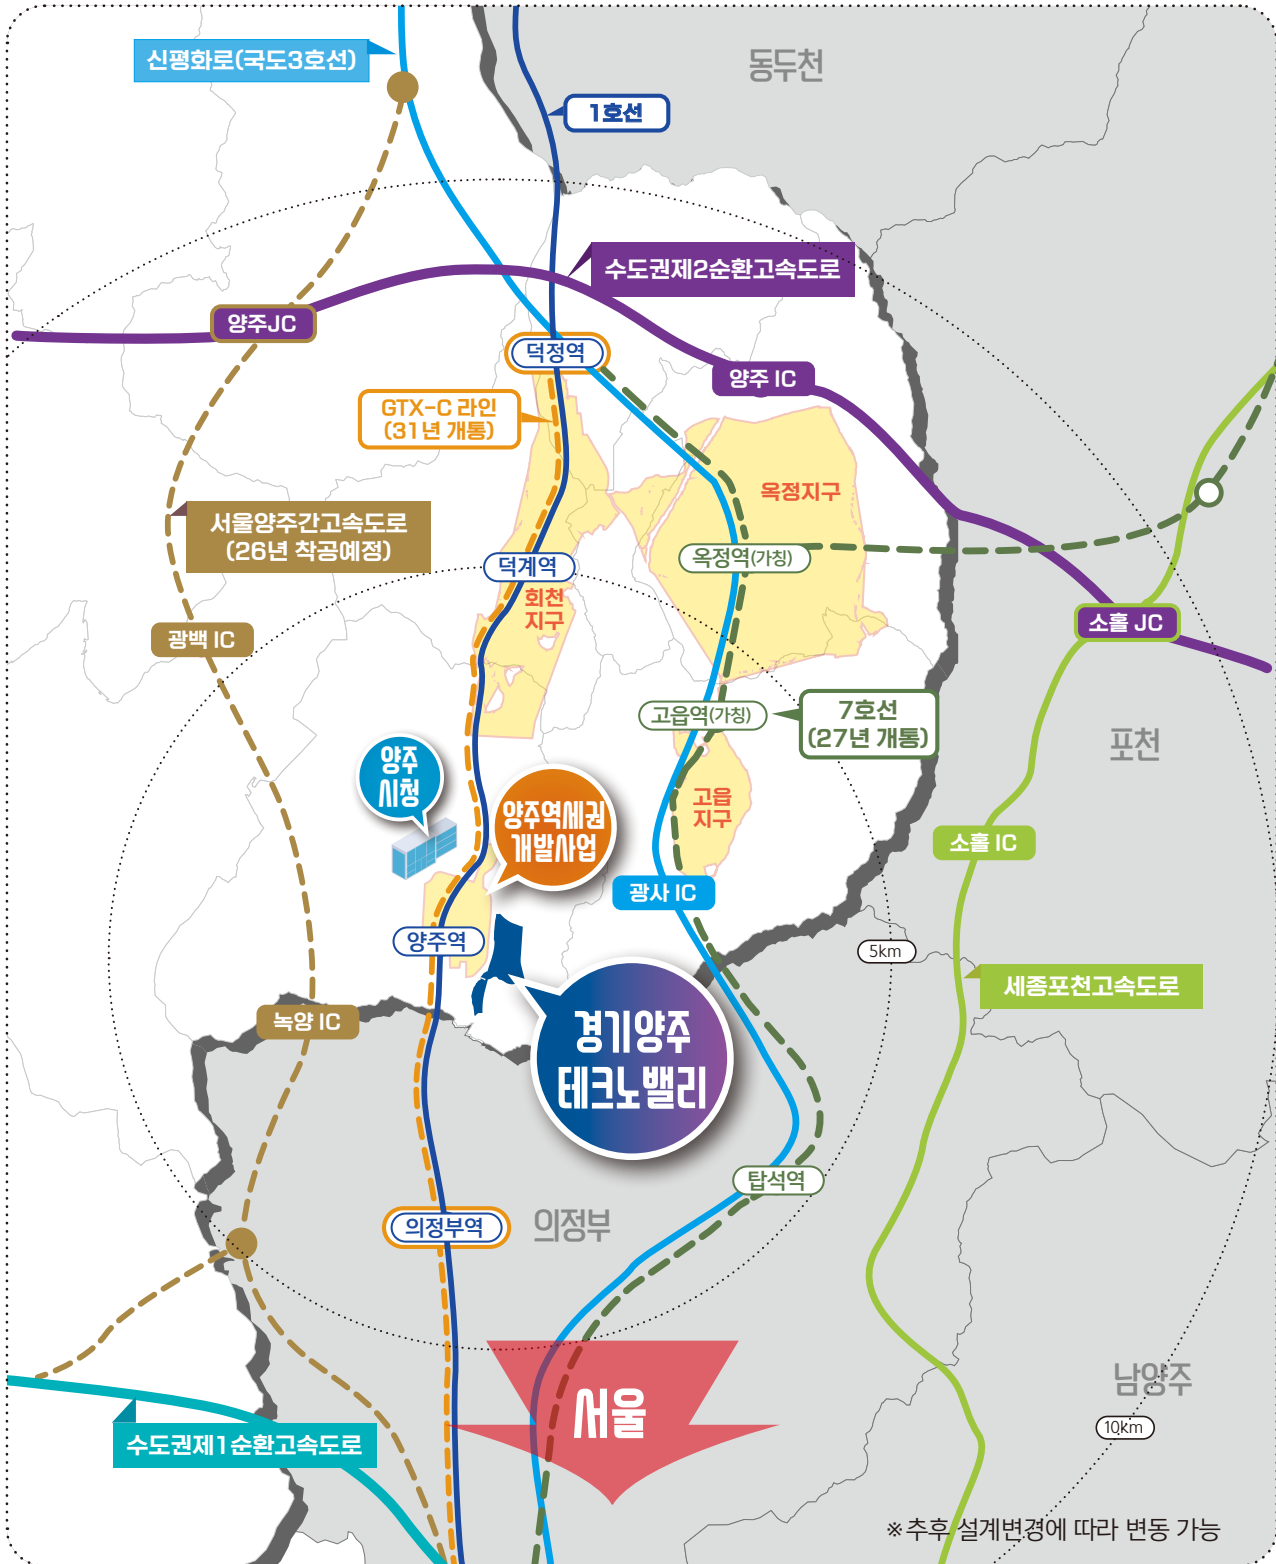 신평화로(국도3호선)
동두천
1호선
수도권제2순환고속도로
양주JC
덕정역
양주 IC
GTX-C 라인
(31년 개통)
옥정지구
서울양주간고속도로
(26년 착공예정)
옥정역(가칭)
덕계역
회천
지구
소홀 JC
광백 IC
고읍역(가칭)
7호선
(27년 개통)
포천
양주
시청
양주역세권
개발사업
고읍
지구
소홀 IC
광사 IC
양주역
5km
세종포천고속도로
녹양 IC
경기양주
테크노밸리
탑석역
의정부역
의정부
남양주
서울
10km
수도권제1순환고속도로
※추후 설계변경에 따라 변동 가능